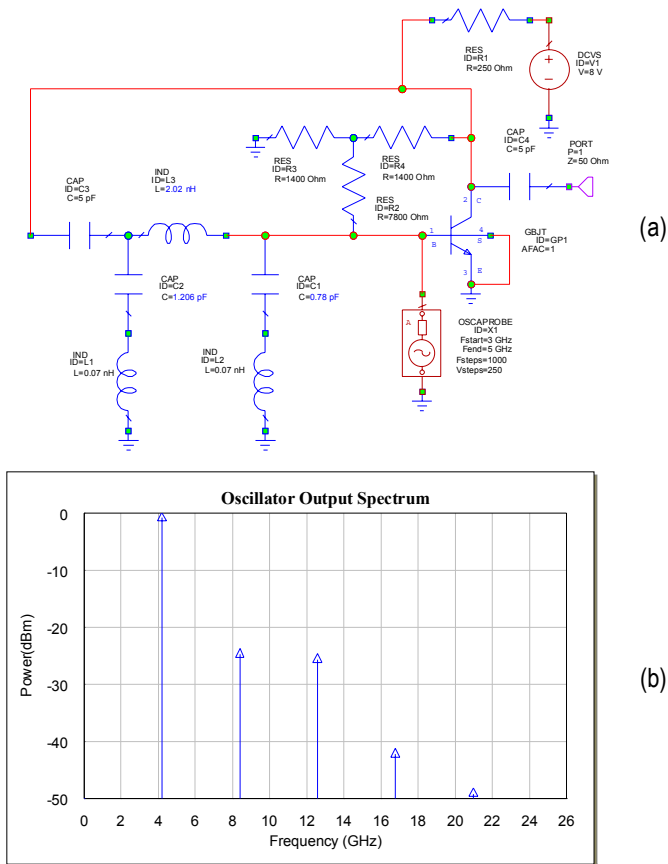 RES
ID=R1
R=250 Ohm
DCVS
ID=V1
V=8 V
CAP
ID=C4
C=5 pF
PORT
P=1
Z=50 Ohm
RES
ID=R3
R=1400 Ohm
RES
ID=R4
R=1400 Ohm
CAP
ID=C3
C=5 pF
IND
ID=L3
L=2.02 nH
RES
ID=R2
R=7800 Ohm
2
C
1
B
4
S
3
E
GBJT
ID=GP1
AFAC=1
(a)
CAP
ID=C2
C=1.206 pF
CAP
ID=C1
C=0.78 pF
A
OSCAPROBE
ID=X1
Fstart=3 GHz
Fend=5 GHz
Fsteps=1000
Vsteps=250
IND
ID=L1
L=0.07 nH
IND
ID=L2
L=0.07 nH
Oscillator Output Spectrum
0
-10
-20
-30
-40
-50
Power(dBm)
(b)
0 2 4 6 8 10 12 14 16 18 20 22 24 26
Frequency (GHz)